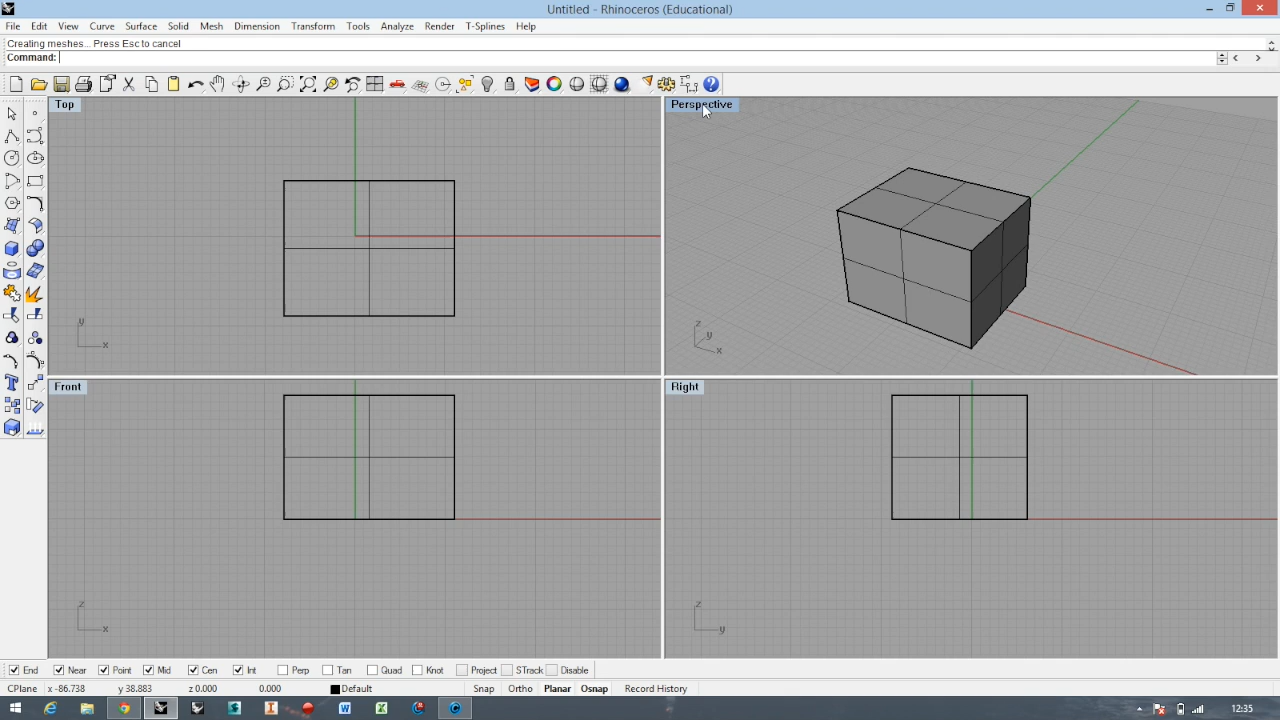 Untitled - Rhinoceros (Educational)
File Edit View Curve Surface Solid Mesh Dimension Transform Tools Analyze Render T-Splines Help
Creating meshes... Press Esc to cancel
Command:
Top
Perspective
y
x
z
y
x
Front
Right
z
x
z
y
End Near Point Mid Cen Int Perp Tan Quad Knot Project STrack Disable
CPlane x -86.738 y 38.883 z 0.000 0.000 Default Snap Ortho Planar Osnap Record History
12:35